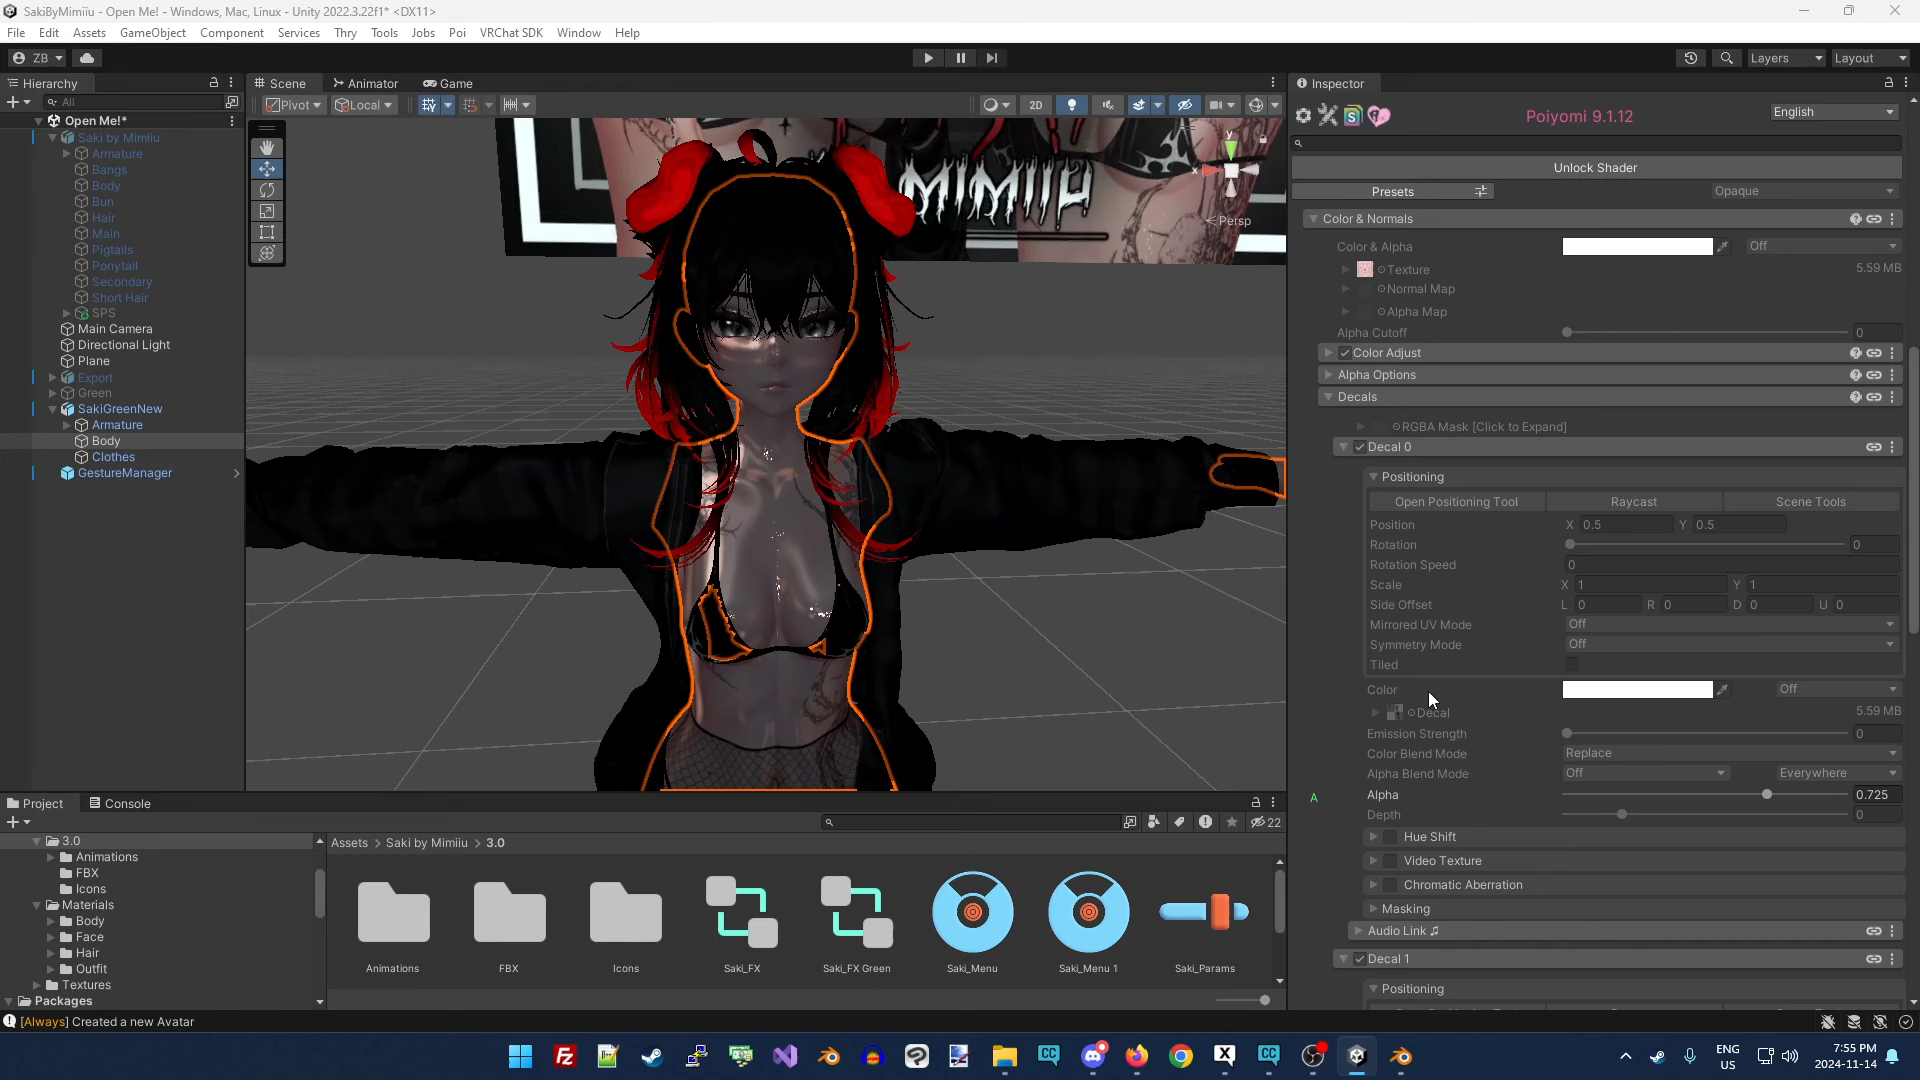 SakiByMimiiu - Open Me! - Windows, Mac, Linux - Unity 2022.3.22f1* <DX11>
File Edit Assets GameObject Component Services Thry Tools Jobs Poi VRChat SDK Window Help
ZB Layers Layout
Hierarchy Scene Animator Game Inspector
All Pivot Local 2D Poiyomi 9.1.12 English
Open Me!*
Saki by Mimiiu
Armature
Bangs
Body
Bun
Hair
Main
Pigtails
Ponytail
Secondary
Short Hair
SPS
Main Camera
Directional Light
Plane
Export
Green
SakiGreenNew
Armature
Body
Clothes
GestureManager
MIMIIU
y
x
Persp
Unlock Shader
Presets Opaque
Color & Normals
Color & Alpha Off
Texture 5.59 MB
Normal Map
Alpha Map
Alpha Cutoff 0
Color Adjust
Alpha Options
Decals
RGBA Mask [Click to Expand]
Decal 0
Positioning
Open Positioning Tool Raycast Scene Tools
Position X 0.5 Y 0.5
Rotation 0
Rotation Speed 0
Scale X 1 Y 1
Side Offset L 0 R 0 D 0 U 0
Mirrored UV Mode Off
Symmetry Mode Off
Tiled
Color Off
Decal 5.59 MB
Emission Strength 0
Color Blend Mode Replace
Alpha Blend Mode Off Everywhere
A Alpha 0.725
Depth 0
Hue Shift
Video Texture
Chromatic Aberration
Masking
Audio Link
Decal 1
Positioning
Project Console
22
3.0
Animations
FBX
Icons
Materials
Body
Face
Hair
Outfit
Textures
Packages
Assets > Saki by Mimiiu > 3.0
Animations FBX Icons Saki_FX Saki_FX Green Saki_Menu Saki_Menu 1 Saki_Params
[Always] Created a new Avatar
ENG
US
7:55 PM
2024-11-14